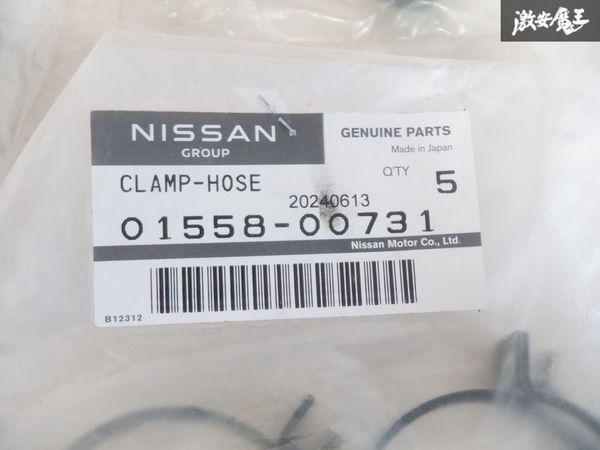 激安魔王
NISSAN
GROUP
GENUINE PARTS
Made in Japan
CLAMP-HOSE
Q'TY 5
20240613
01558-00731
Nissan Motor Co., Ltd.
B12312